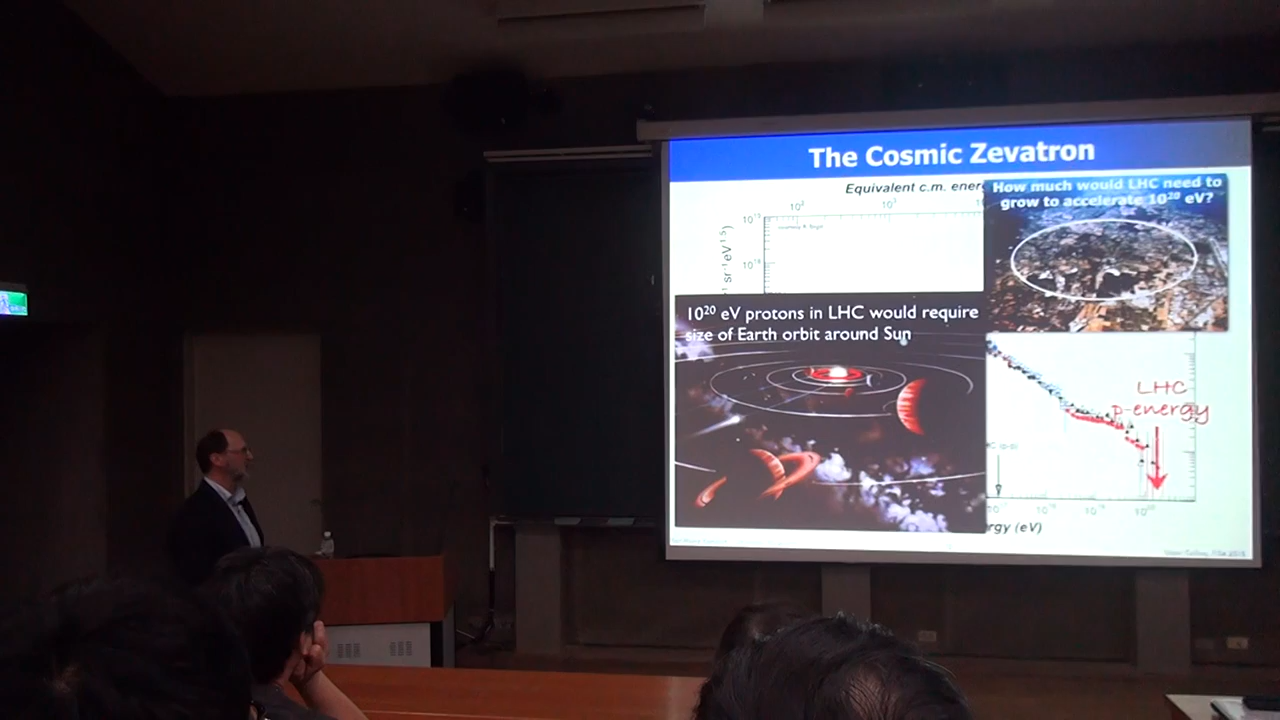 The Cosmic Zevatron
Equivalent c.m. ener
How much would LHC need to
grow to accelerate 10²⁰ eV?
10²⁰ eV protons in LHC would require
size of Earth orbit around Sun
LHC
p-energy
rgy (eV)